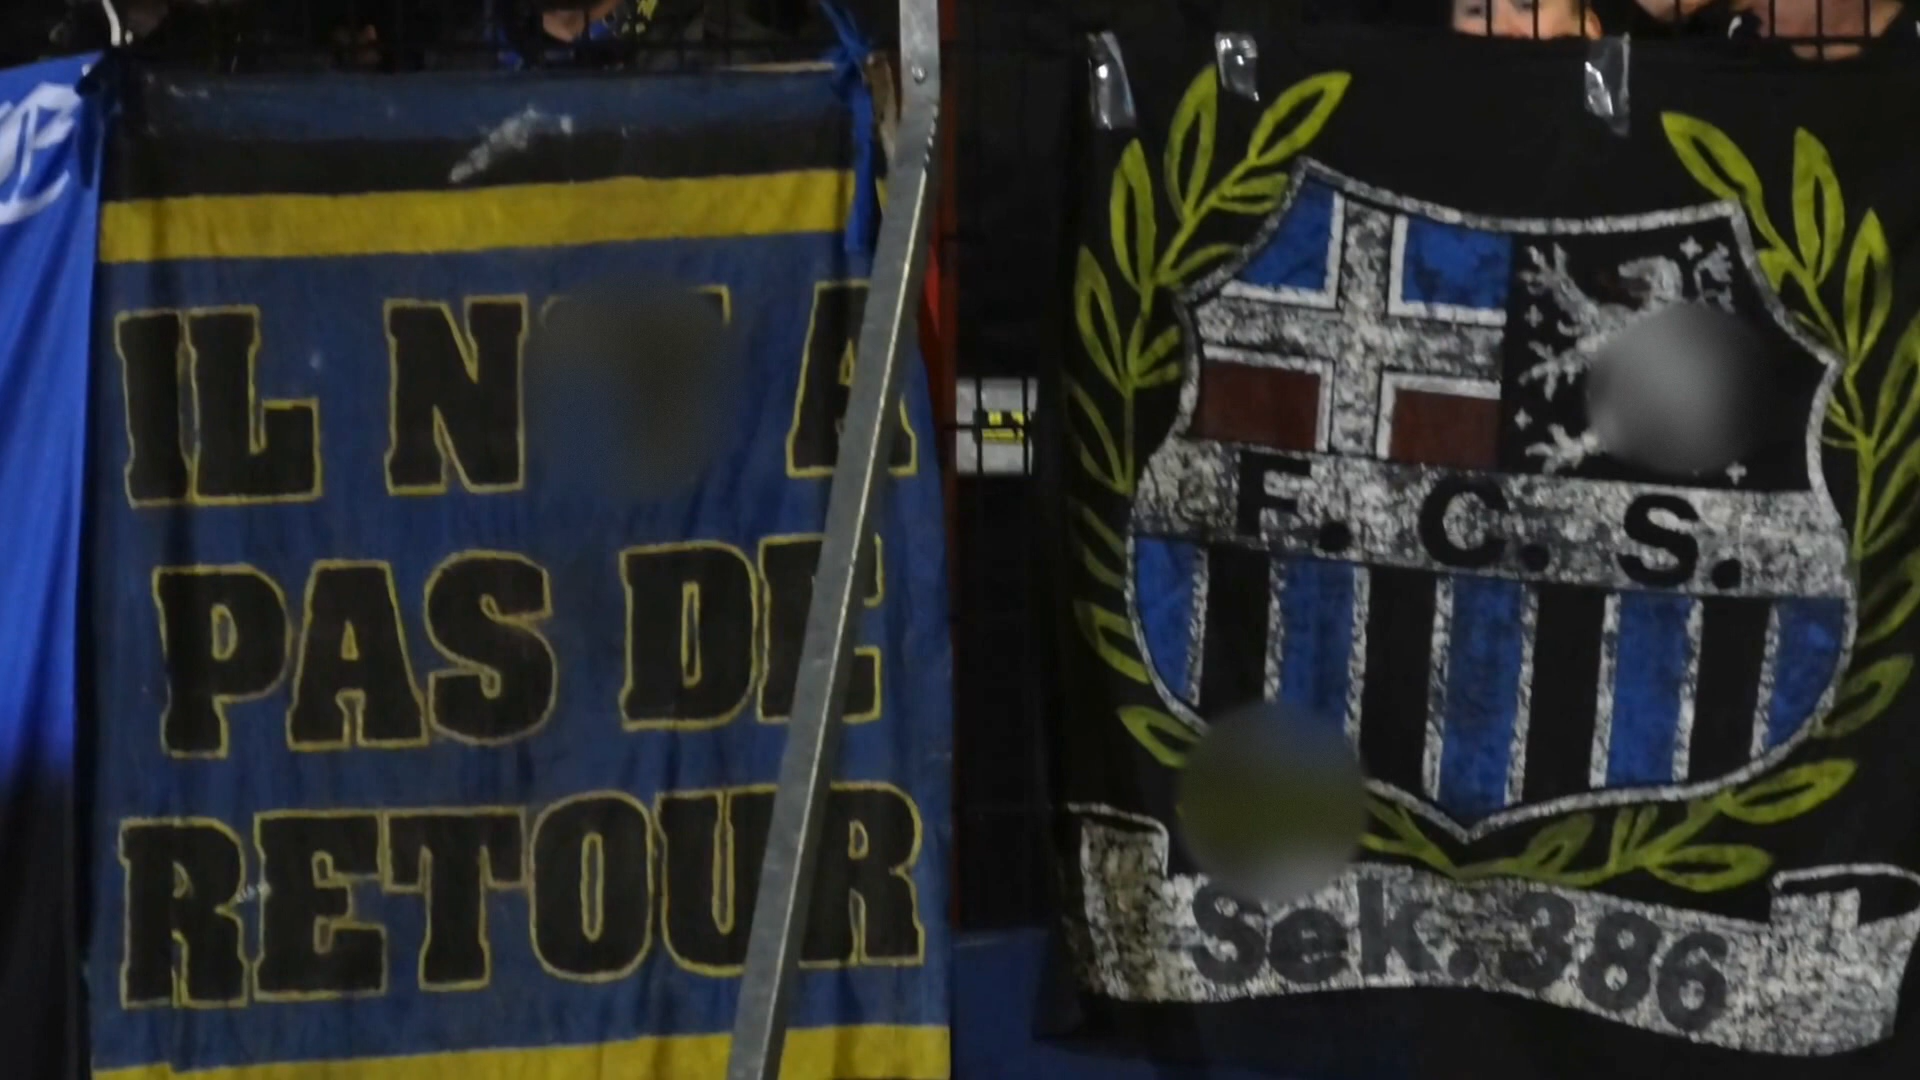 IL N A
PAS DE
RETOUR
F. C. S.
Sek. 386